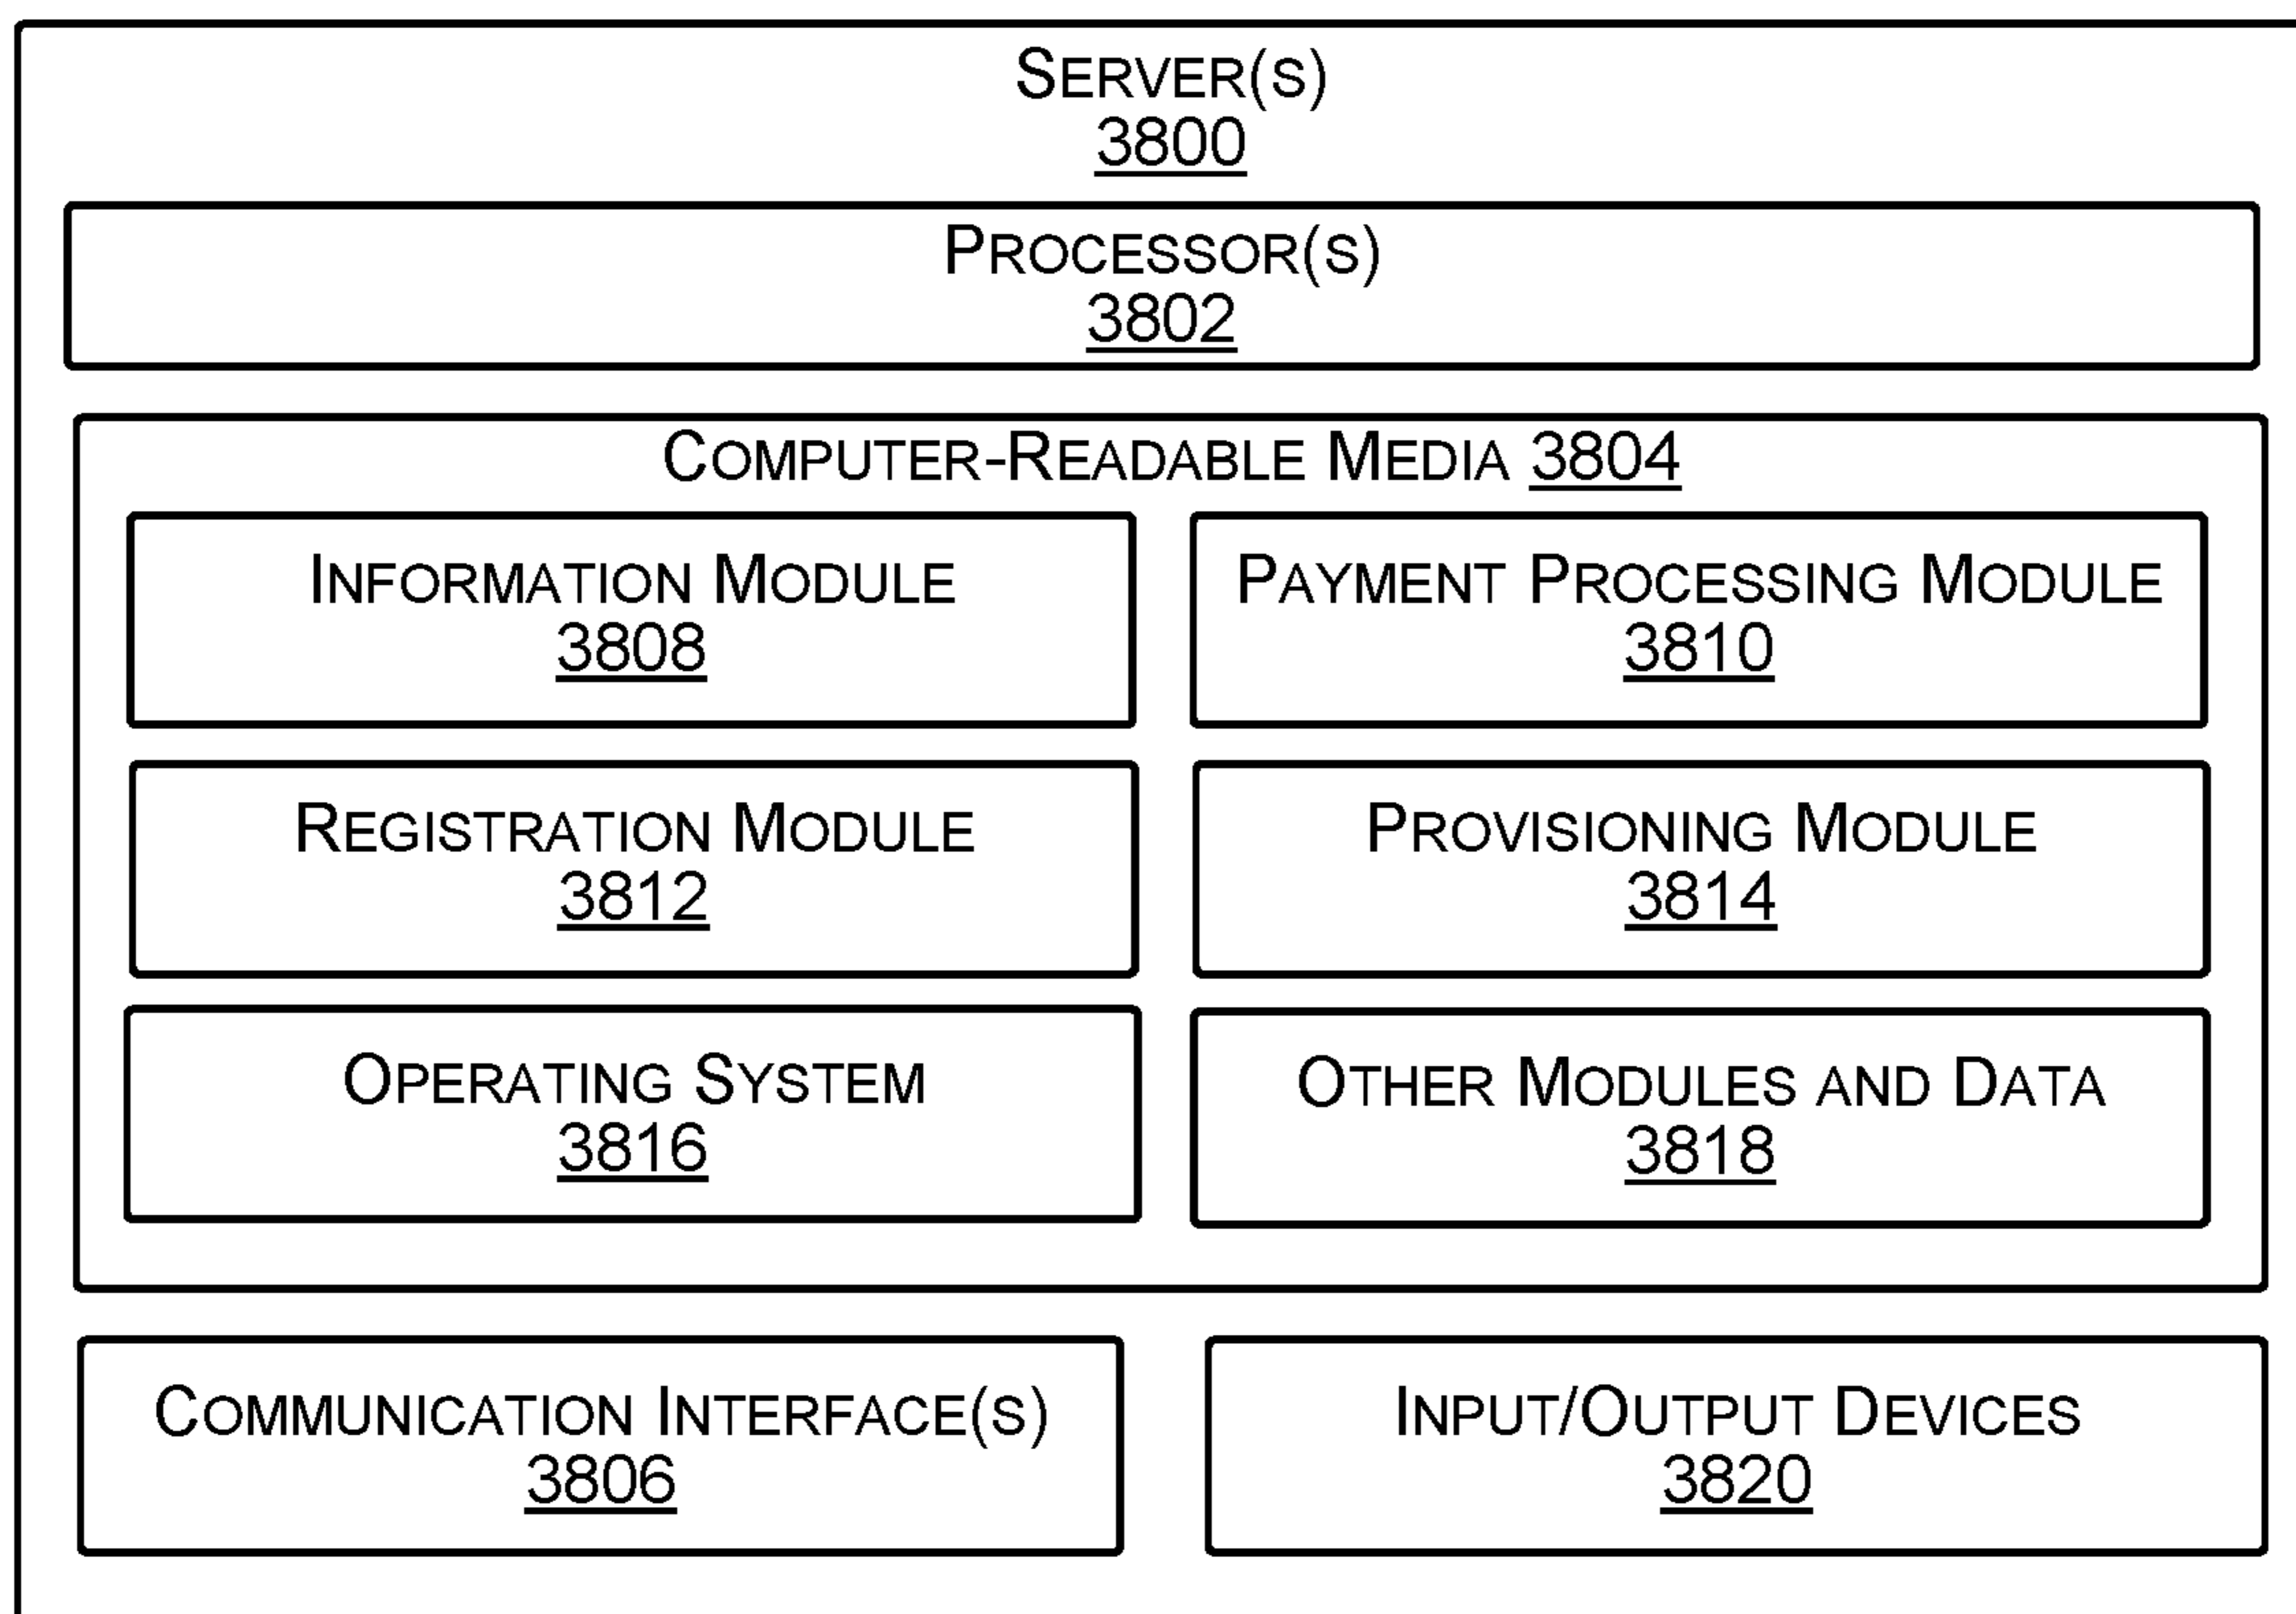 SERVER(S)
3800
PROCESSOR(S)
3802
COMPUTER-READABLE MEDIA 3804
INFORMATION MODULE
3808
PAYMENT PROCESSING MODULE
3810
REGISTRATION MODULE
3812
PROVISIONING MODULE
3814
OPERATING SYSTEM
3816
OTHER MODULES AND DATA
3818
COMMUNICATION INTERFACE(S)
3806
INPUT/OUTPUT DEVICES
3820